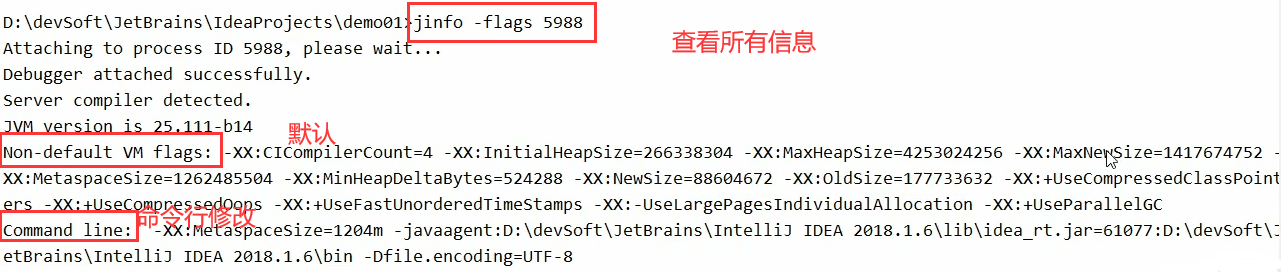 D:\devSoft\JetBrains\IdeaProjects\demo01>jinfo -flags 5988
查看所有信息
Attaching to process ID 5988, please wait...
Debugger attached successfully.
Server compiler detected.
JVM version is 25.111-b14
默认
Non-default VM flags: -XX:CICompilerCount=4 -XX:InitialHeapSize=266338304 -XX:MaxHeapSize=4253024256 -XX:MaxNewSize=1417674752 -
XX:MetaspaceSize=1262485504 -XX:MinHeapDeltaBytes=524288 -XX:NewSize=88604672 -XX:OldSize=177733632 -XX:+UseCompressedClassPoint
ers -XX:+UseCompressedOops -XX:+UseFastUnorderedTimeStamps -XX:-UseLargePagesIndividualAllocation -XX:+UseParallelGC
命令行修改
Command line:  -XX:MetaspaceSize=1204m -javaagent:D:\devSoft\JetBrains\IntelliJ IDEA 2018.1.6\lib\idea_rt.jar=61077:D:\devSoft\J
etBrains\IntelliJ IDEA 2018.1.6\bin -Dfile.encoding=UTF-8